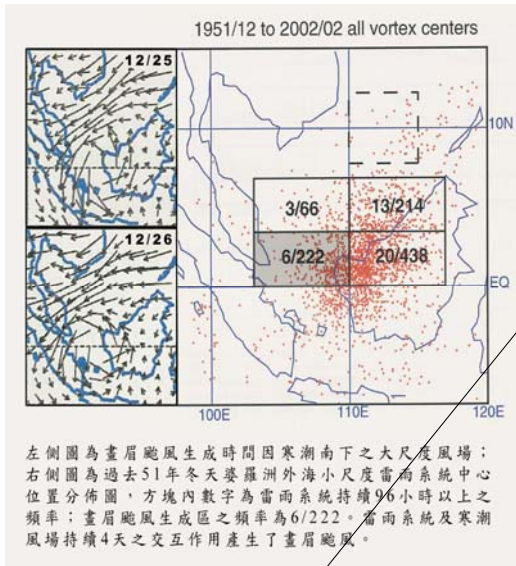 1951/12 to 2002/02 all vortex centers
12/25
10N
3/66
13/214
12/26
6/222
20/438
EQ
100E
110E
120E
左側圖為畫眉颱風生成時間因寒潮南下之大尺度風場；
右側圖為過去51年冬天婆羅洲外海小尺度雷雨系統中心
位置分佈圖，方塊內數字為雷雨系統持續96小時以上之
頻率；畫眉颱風生成區之頻率為6/222。雷雨系統及寒潮
風場持續4天之交互作用產生了畫眉颱風。